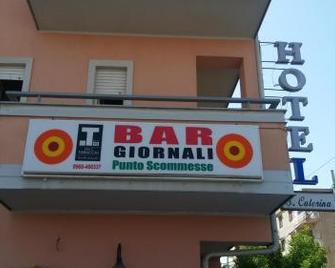 HOTEL
T
BAR
GIORNALI
Punto Scommesse
S. Caterina